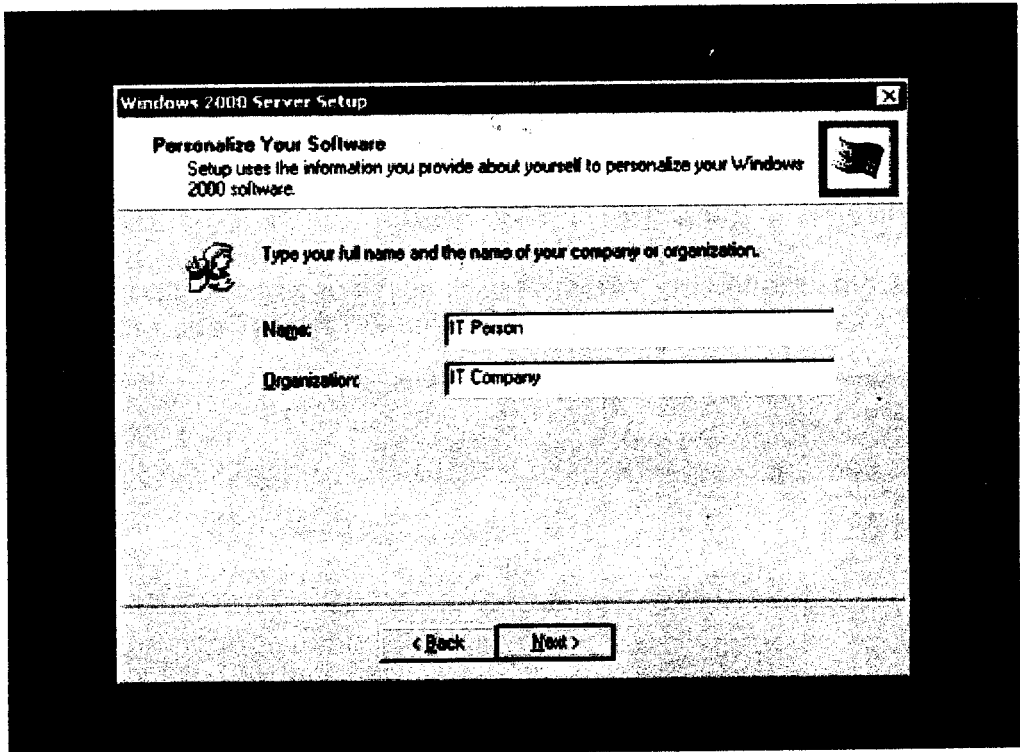 Windows 2000 Server Setup
Personalize Your Software
Setup uses the information you provide about yourself to personalize your Windows
2000 software.
Type your full name and the name of your company or organization.
Name:
IT Person
Organization:
IT Company
< Back
Next >